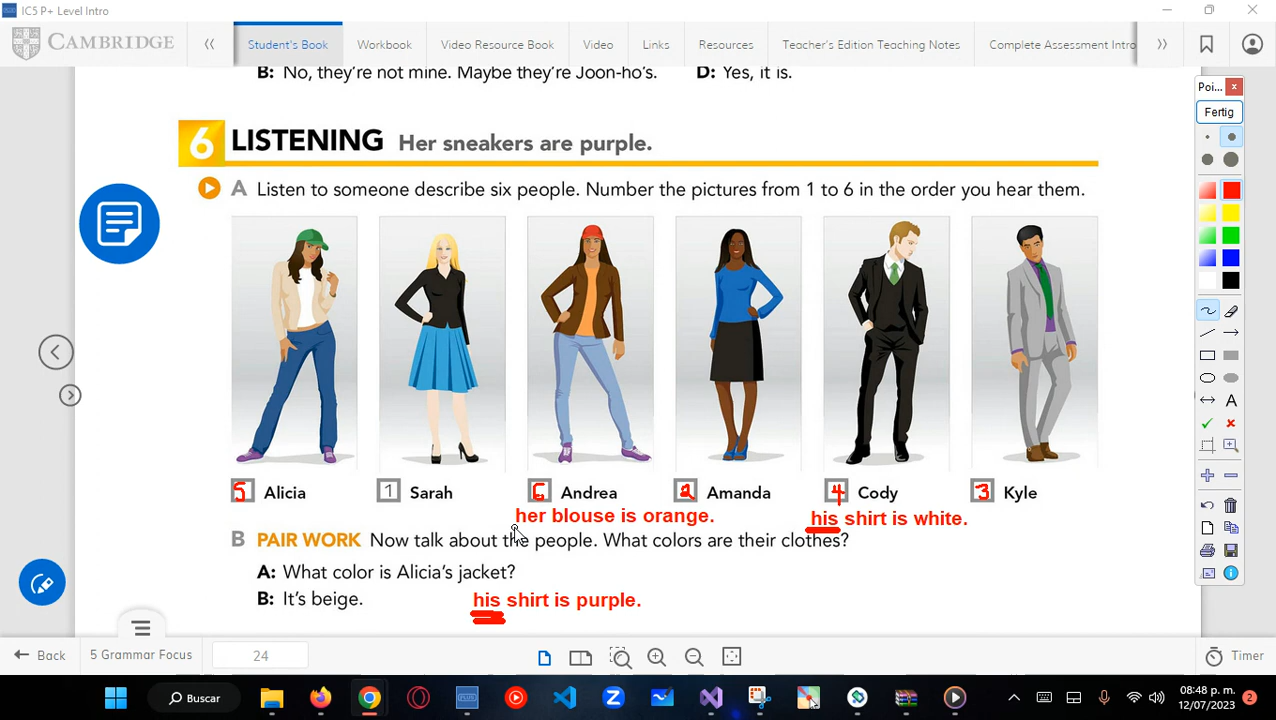 IC5 P+ Level Intro
CAMBRIDGE
Student's Book
Workbook
Video Resource Book
Video
Links
Resources
Teacher's Edition Teaching Notes
Complete Assessment Intro
B: No, they're not mine. Maybe they're Joon-ho's.
D: Yes, it is.
Poi...
Fertig
6 LISTENING Her sneakers are purple.
A Listen to someone describe six people. Number the pictures from 1 to 6 in the order you hear them.
A
5 Alicia
1 Sarah
6 Andrea
2 Amanda
4 Cody
3 Kyle
her blouse is orange.
his shirt is white.
B PAIR WORK Now talk about the people. What colors are their clothes?
A: What color is Alicia's jacket?
B: It's beige.
his shirt is purple.
Back
5 Grammar Focus
24
Timer
Buscar
08:48 p. m.
12/07/2023
2